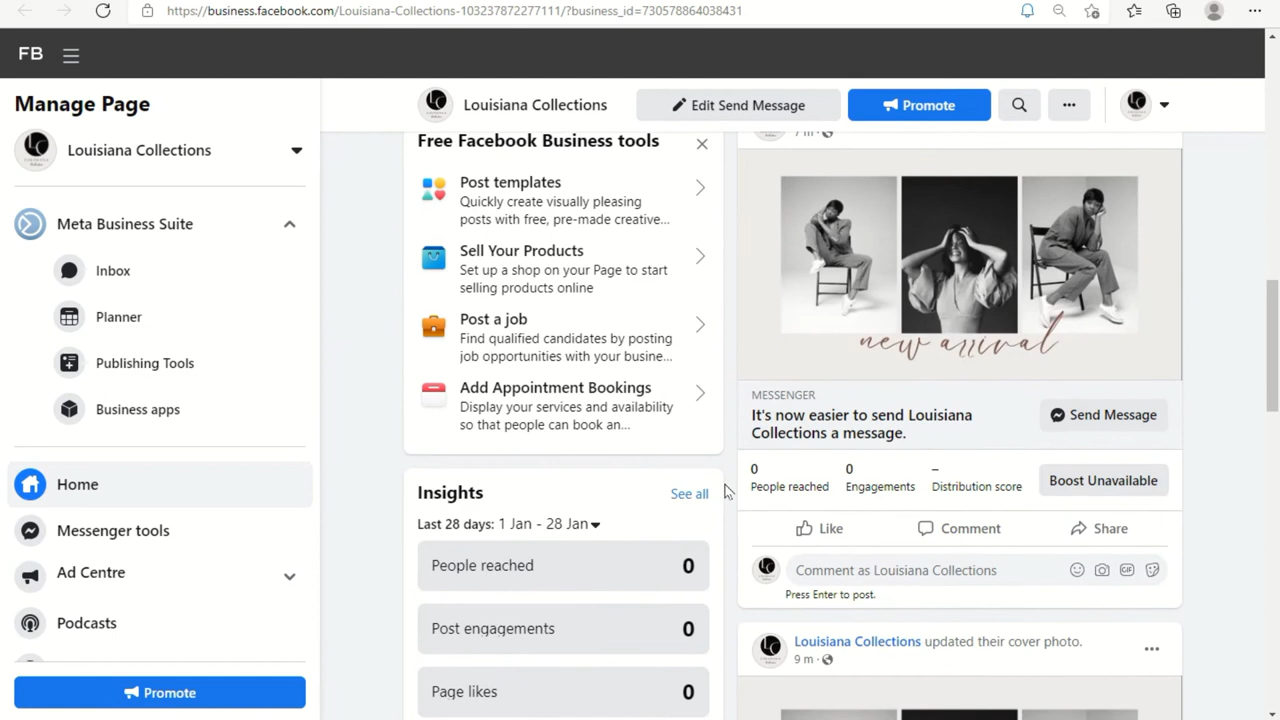 https://business.facebook.com/Louisiana-Collections-103237872277111/?business_id=730578864038431
FB
Manage Page
Louisiana Collections
Meta Business Suite
Inbox
Planner
Publishing Tools
Business apps
Home
Messenger tools
Ad Centre
Podcasts
Promote
LC
Louisiana Collections
Edit Send Message
Promote
Free Facebook Business tools
Post templates
Quickly create visually pleasing
posts with free, pre-made creative...
Sell Your Products
Set up a shop on your Page to start
selling products online
Post a job
Find qualified candidates by posting
job opportunities with your busine...
Add Appointment Bookings
Display your services and availability
so that people can book an...
Insights
See all
Last 28 days: 1 Jan - 28 Jan
People reached 0
Post engagements 0
Page likes 0
7 m ·
new arrival
MESSENGER
It's now easier to send Louisiana
Collections a message.
Send Message
0 0 –
People reached Engagements Distribution score
Boost Unavailable
Like Comment Share
Comment as Louisiana Collections
GIF
Press Enter to post.
Louisiana Collections updated their cover photo.
9 m ·